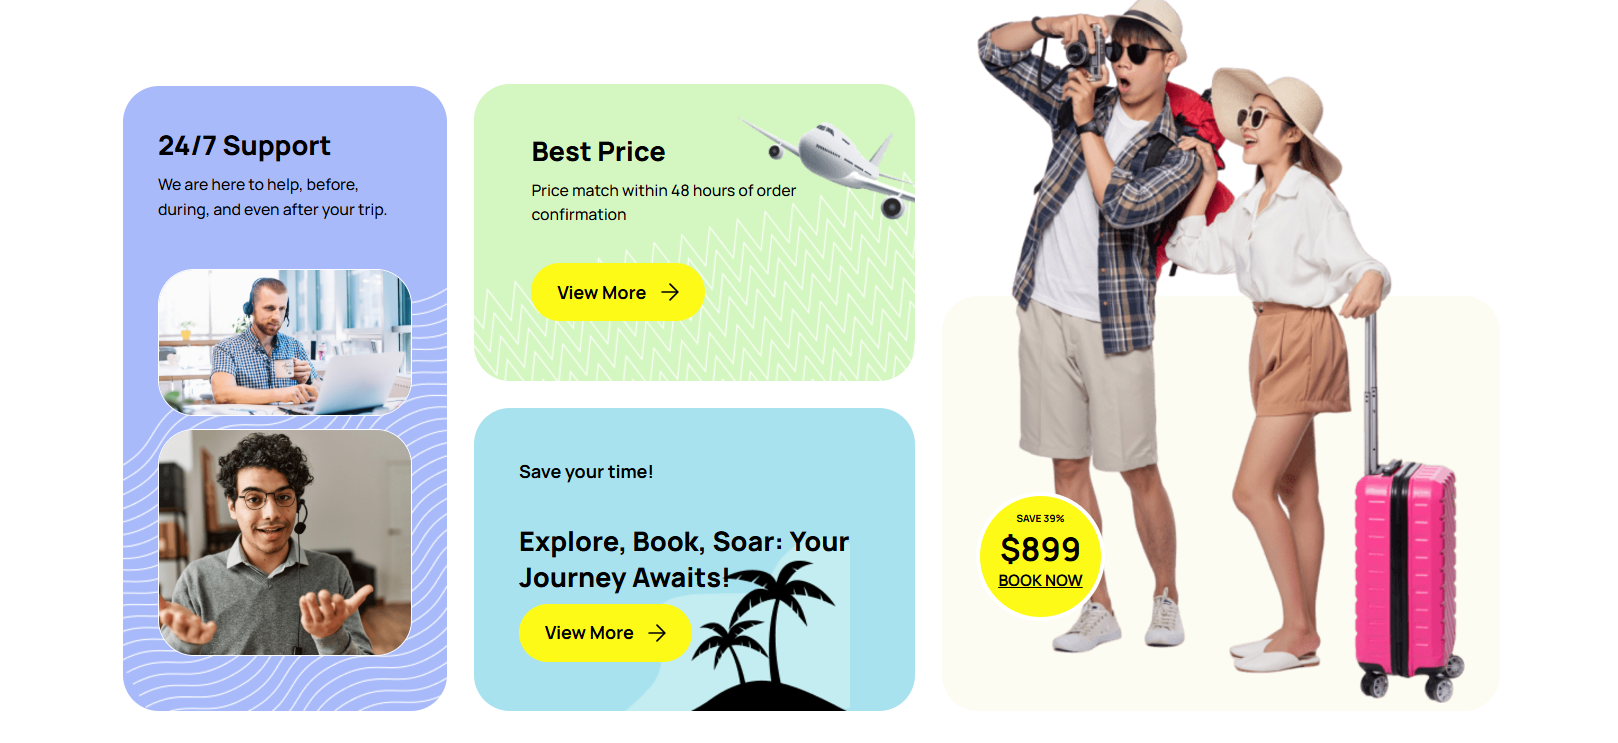 24/7 Support
We are here to help, before,
during, and even after your trip.
Best Price
Price match within 48 hours of order
confirmation
View More
Save your time!
Explore, Book, Soar: Your
Journey Awaits!
View More
SAVE 39%
$899
BOOK NOW